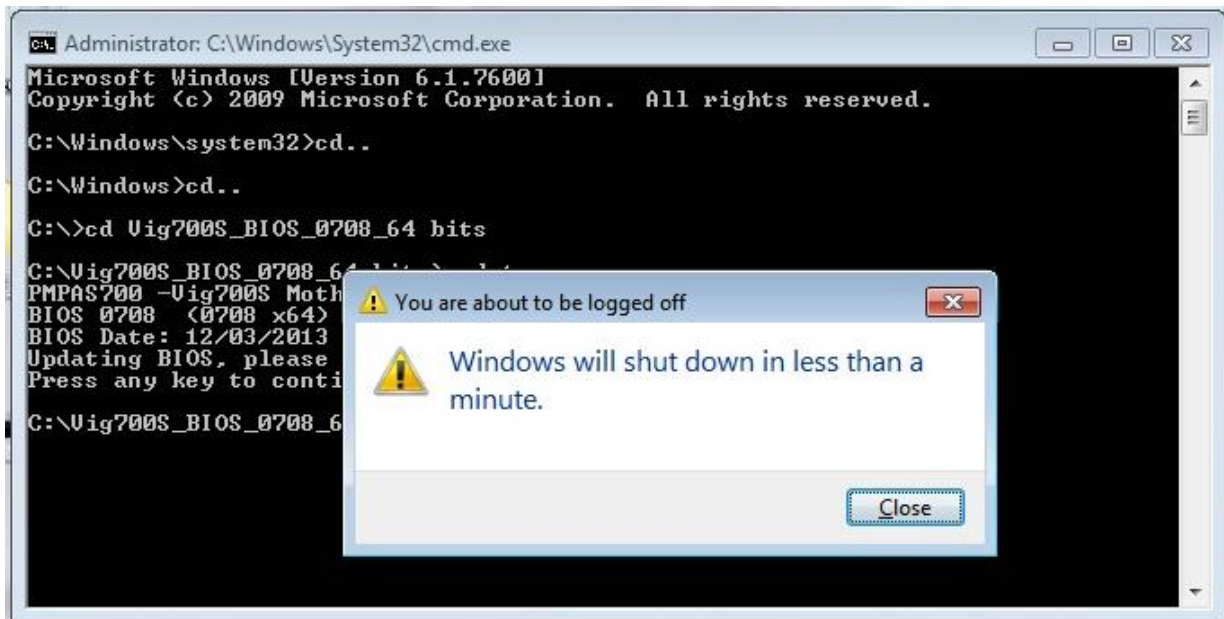 Administrator: C:\Windows\System32\cmd.exe
Microsoft Windows [Version 6.1.7600]
Copyright (c) 2009 Microsoft Corporation.  All rights reserved.
C:\Windows\system32>cd..
C:\Windows>cd..
C:\>cd Vig700S_BIOS_0708_64 bits
C:\Vig700S_BIOS_0708_64
PMPAS700 -Vig700S Moth
BIOS 0708  (0708 x64)
BIOS Date: 12/03/2013
Updating BIOS, please
Press any key to conti
C:\Vig700S_BIOS_0708_6
You are about to be logged off
Windows will shut down in less than a
minute.
Close